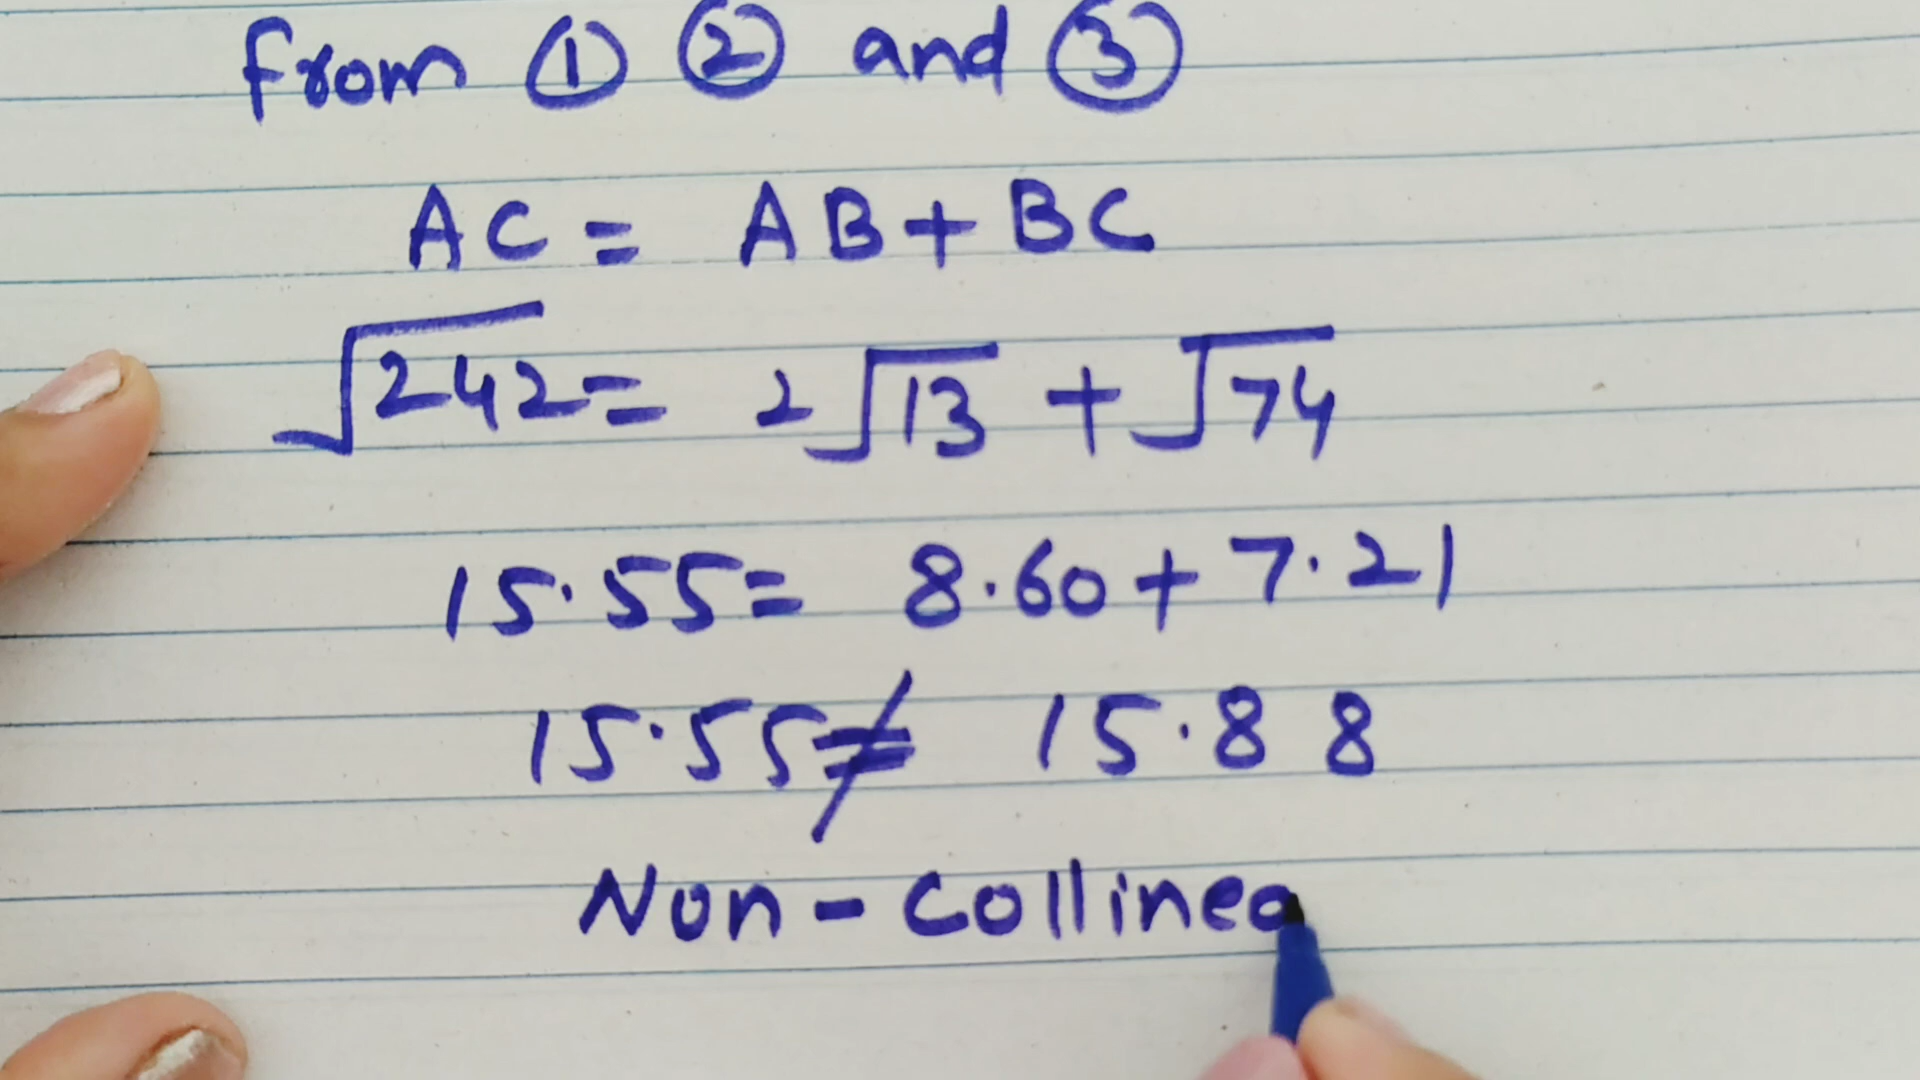 from ① ② and ③
AC = AB + BC
√242 = 2√13 + √74
15.55 = 8.60 + 7.21
15.55 ≠ 15.88
Non-Collinea